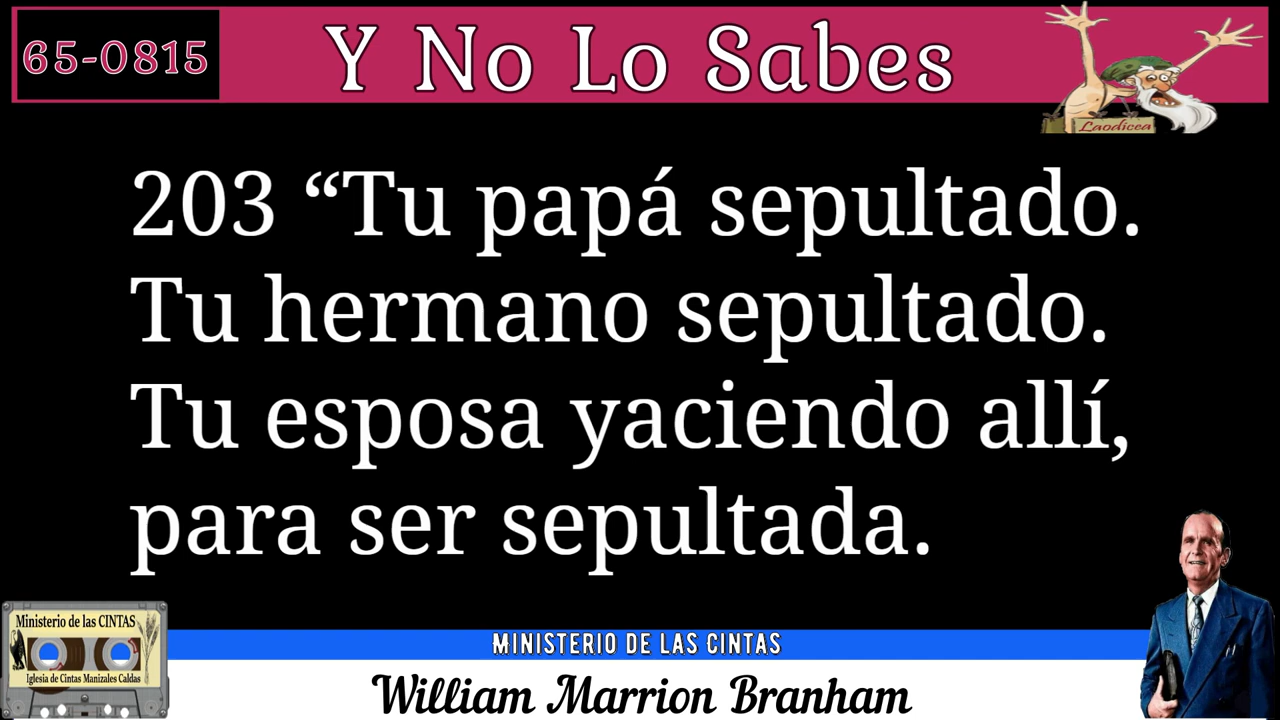 65-0815
Y No Lo Sabes
Laodicea
203 “Tu papá sepultado.
Tu hermano sepultado.
Tu esposa yaciendo allí,
para ser sepultada.
Ministerio de las CINTAS
Iglesia de Cintas Manizales Caldas
MINISTERIO DE LAS CINTAS
William Marrion Branham